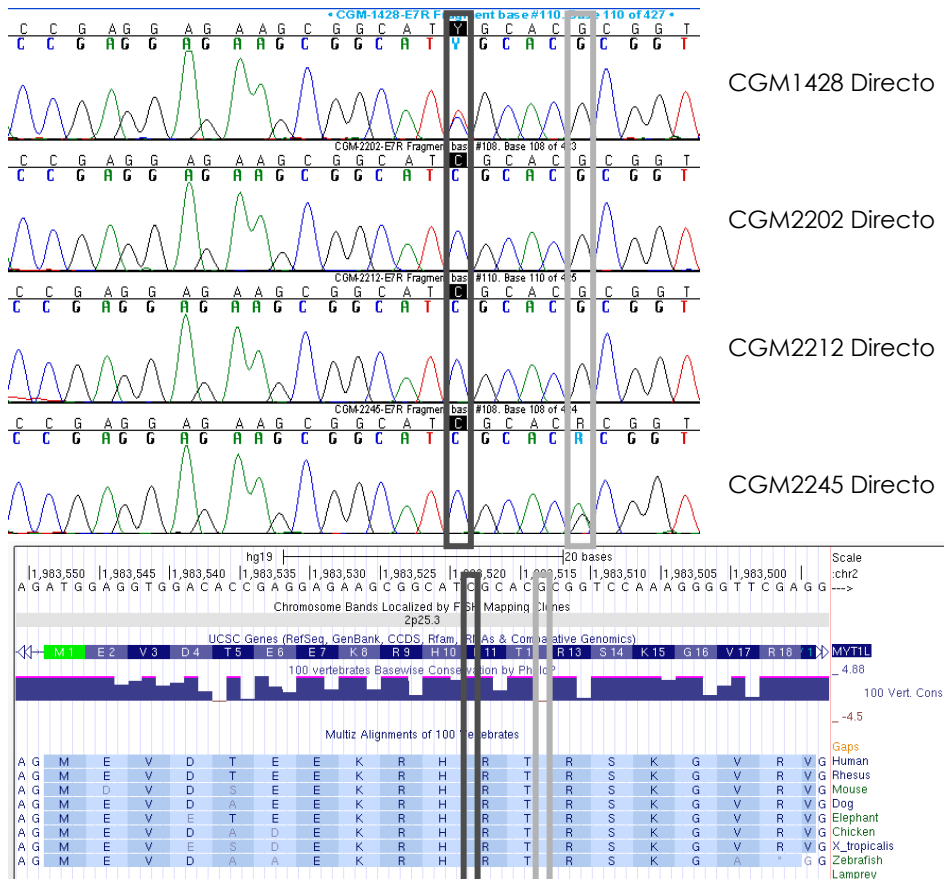 • CGM-1428-E7R Fragment base #110. Base 110 of 427 •
C C G A G G A G A A G C G G C A T Y G C A C G C G G T
C C G A G G A G A A G C G G C A T Y G C A C G C G G T
CGM1428 Directo
CGM-2202-E7R Fragment base #108. Base 108 of 423
C C G A G G A G A A G C G G C A T C G C A C G C G G T
C C G A G G A G A A G C G G C A T C G C A C G C G G T
CGM2202 Directo
CGM-2212-E7R Fragment base #110. Base 110 of 425
C C G A G G A G A A G C G G C A T C G C A C G C G G T
C C G A G G A G A A G C G G C A T C G C A C G C G G T
CGM2212 Directo
CGM-2245-E7R Fragment base #108. Base 108 of 424
C C G A G G A G A A G C G G C A T C G C A C R C G G T
C C G A G G A G A A G C G G C A T C G C A C R C G G T
CGM2245 Directo
hg19 20 bases Scale
1,983,550 1,983,545 1,983,540 1,983,535 1,983,530 1,983,525 1,983,520 1,983,515 1,983,510 1,983,505 1,983,500 :chr2
A G A T G G A G G T G G A C A C C G A G G A G A A G C G G C A T C G C A C G C G G T C C A A A G G G G T T C G A G G --->
Chromosome Bands Localized by FISH Mapping Clones
2p25.3
UCSC Genes (RefSeq, GenBank, CCDS, Rfam, tRNAs & Comparative Genomics)
M 1 E 2 V 3 D 4 T 5 E 6 E 7 K 8 R 9 H 10 11 T 1 R 13 S 14 K 15 G 16 V 17 R 18 MYT1L
100 vertebrates Basewise Conservation by PhyloP
4.88
100 Vert. Cons
-4.5
Multiz Alignments of 100 Vertebrates
Gaps
A G M E V D T E E K R H R T R S K G V R V G Human
A G M E V D T E E K R H R T R S K G V R V G Rhesus
A G M D V D S E E K R H R T R S K G V R V G Mouse
A G M E V D A E E K R H R T R S K G V R V G Dog
A G M E V E T E E K R H R T R S K G V R V G Elephant
A G M E V D A D E K R H R T R S K G V R V G Chicken
A G M E V E S D E K R H R T R S K G V R V G X_tropicalis
A G M E V D A A E K R H R T R S K G A * G G Zebrafish
Lamprey